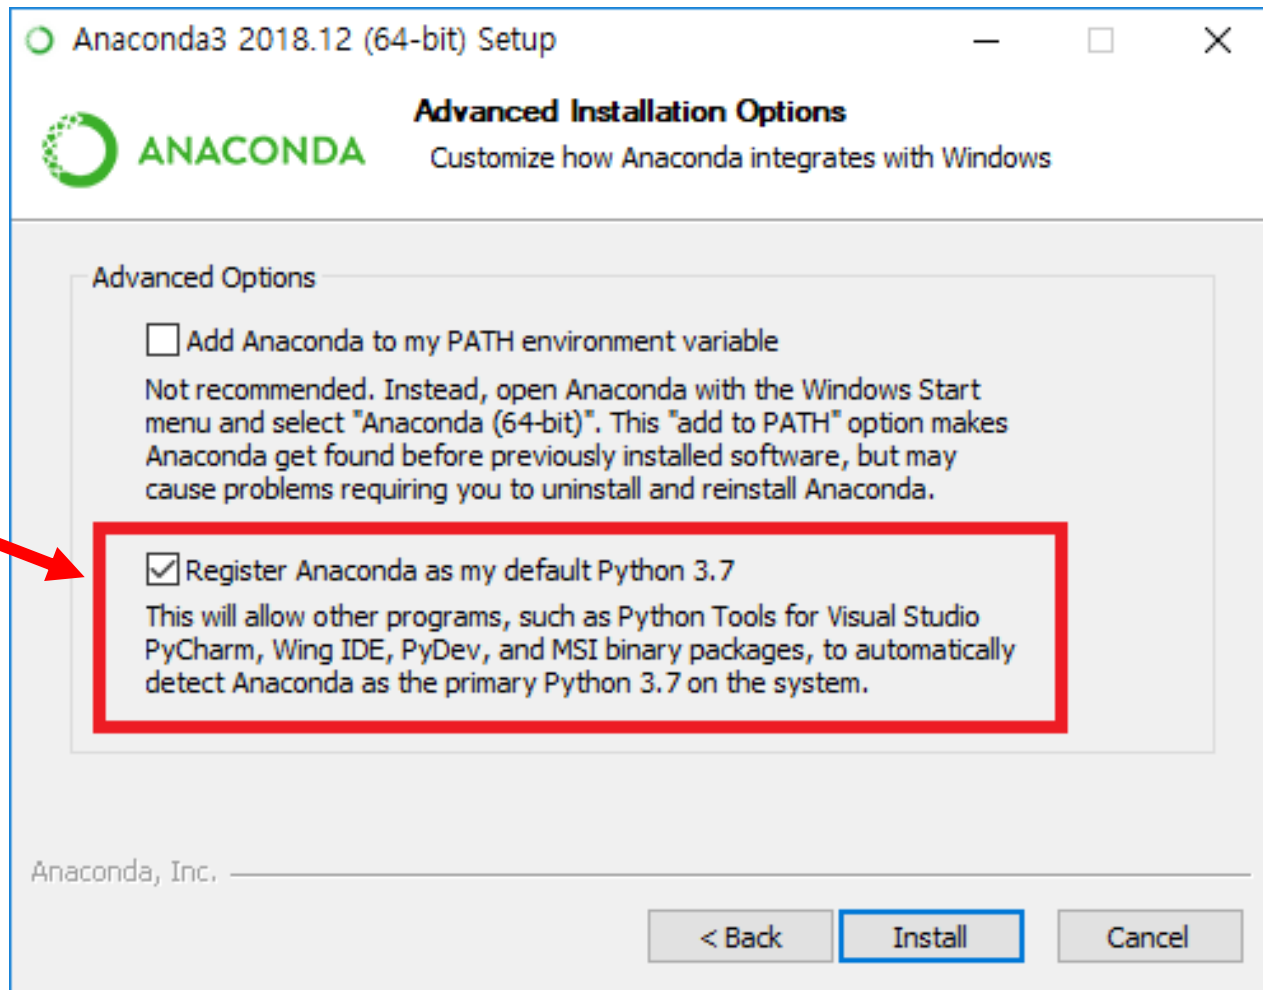 Anaconda3 2018.12 (64-bit) Setup
ANACONDA
Advanced Installation Options
Customize how Anaconda integrates with Windows
Advanced Options
Add Anaconda to my PATH environment variable
Not recommended. Instead, open Anaconda with the Windows Start
menu and select "Anaconda (64-bit)". This "add to PATH" option makes
Anaconda get found before previously installed software, but may
cause problems requiring you to uninstall and reinstall Anaconda.
Register Anaconda as my default Python 3.7
This will allow other programs, such as Python Tools for Visual Studio
PyCharm, Wing IDE, PyDev, and MSI binary packages, to automatically
detect Anaconda as the primary Python 3.7 on the system.
Anaconda, Inc.
< Back
Install
Cancel